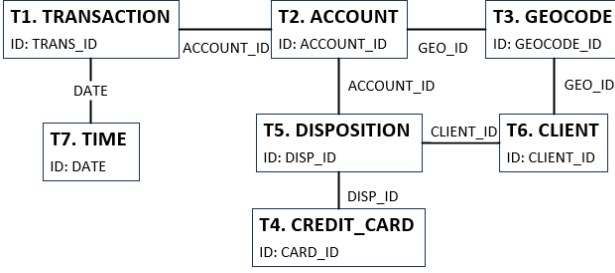 T1. TRANSACTION
ID: TRANS_ID
ACCOUNT_ID
T2. ACCOUNT
ID: ACCOUNT_ID
GEO_ID
T3. GEOCODE
ID: GEOCODE_ID
DATE
ACCOUNT_ID
GEO_ID
T7. TIME
ID: DATE
T5. DISPOSITION
ID: DISP_ID
CLIENT_ID
T6. CLIENT
ID: CLIENT_ID
DISP_ID
T4. CREDIT_CARD
ID: CARD_ID